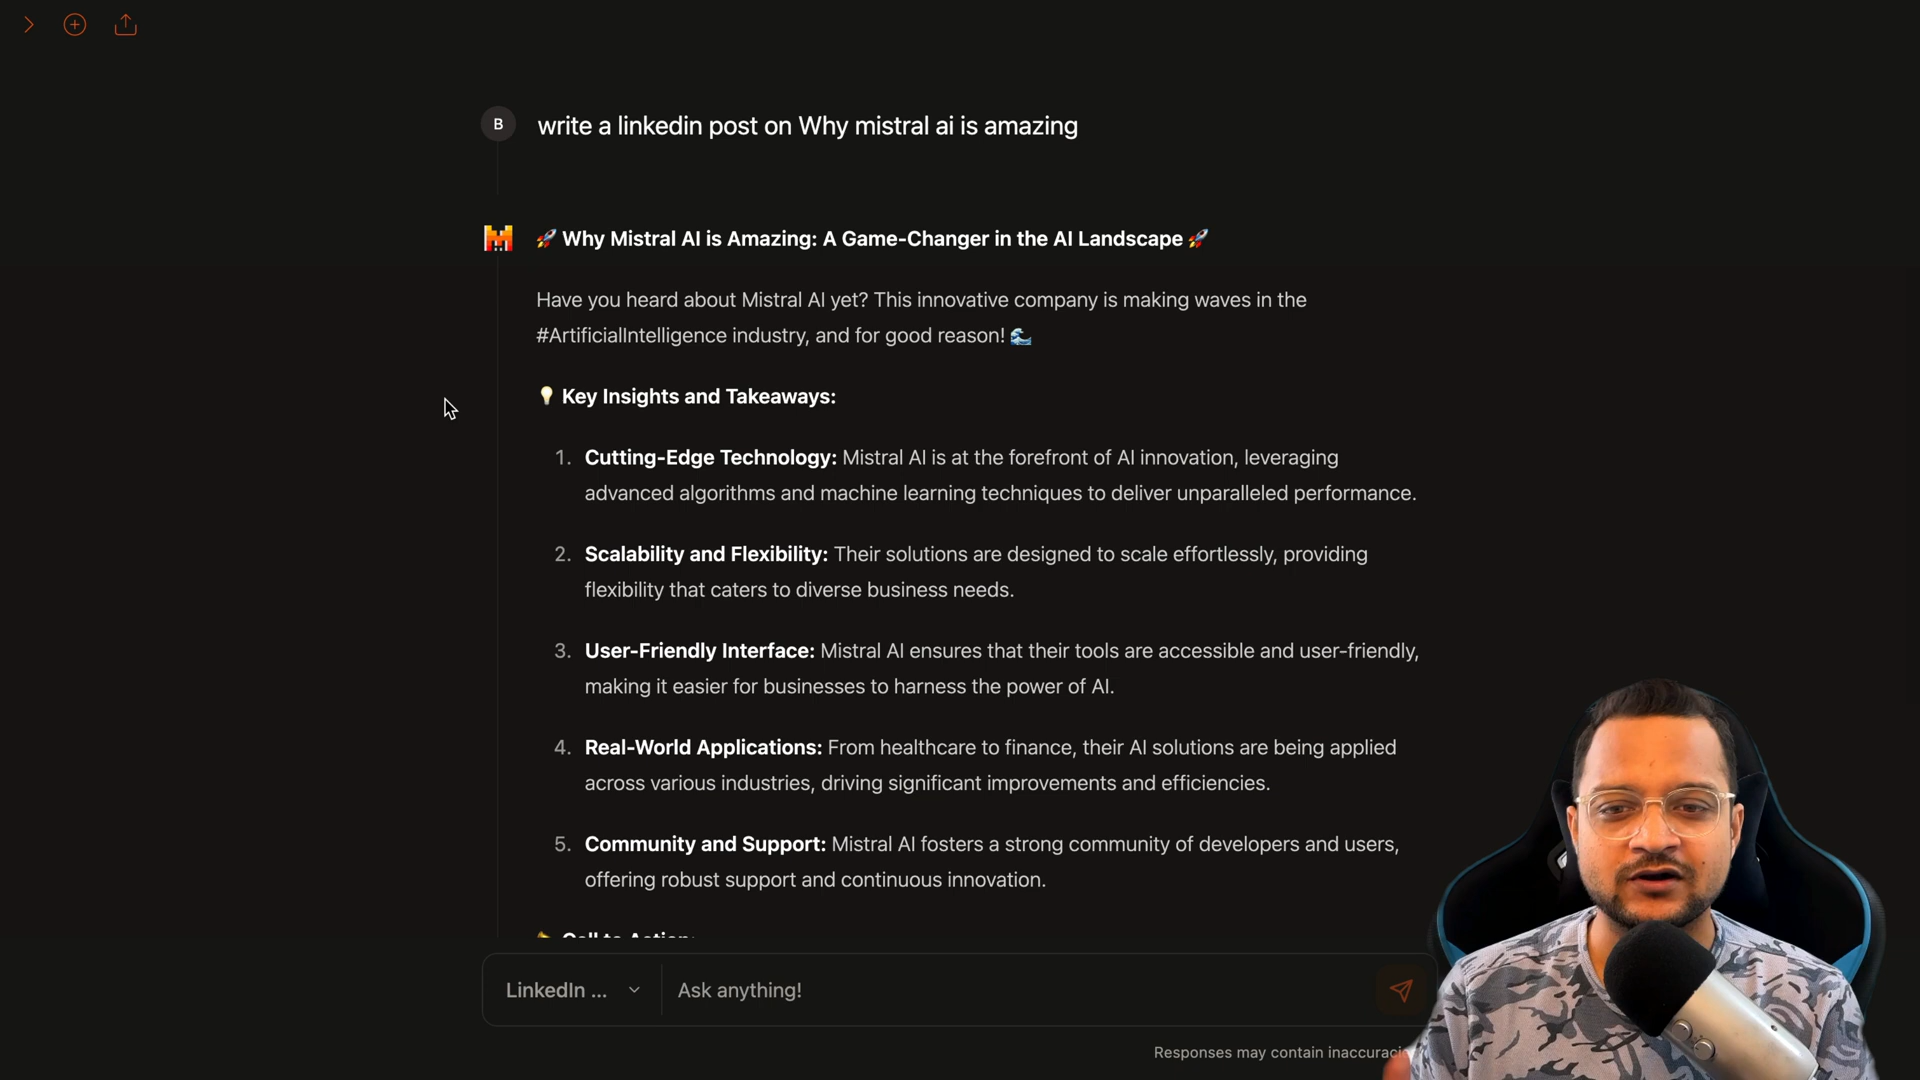 B
write a linkedin post on Why mistral ai is amazing
🚀 Why Mistral AI is Amazing: A Game-Changer in the AI Landscape 🚀
Have you heard about Mistral AI yet? This innovative company is making waves in the
#ArtificialIntelligence industry, and for good reason! 🌊
💡 Key Insights and Takeaways:
1. Cutting-Edge Technology: Mistral AI is at the forefront of AI innovation, leveraging
advanced algorithms and machine learning techniques to deliver unparalleled performance.
2. Scalability and Flexibility: Their solutions are designed to scale effortlessly, providing
flexibility that caters to diverse business needs.
3. User-Friendly Interface: Mistral AI ensures that their tools are accessible and user-friendly,
making it easier for businesses to harness the power of AI.
4. Real-World Applications: From healthcare to finance, their AI solutions are being applied
across various industries, driving significant improvements and efficiencies.
5. Community and Support: Mistral AI fosters a strong community of developers and users,
offering robust support and continuous innovation.
Call to Action:
LinkedIn ...
Ask anything!
Responses may contain